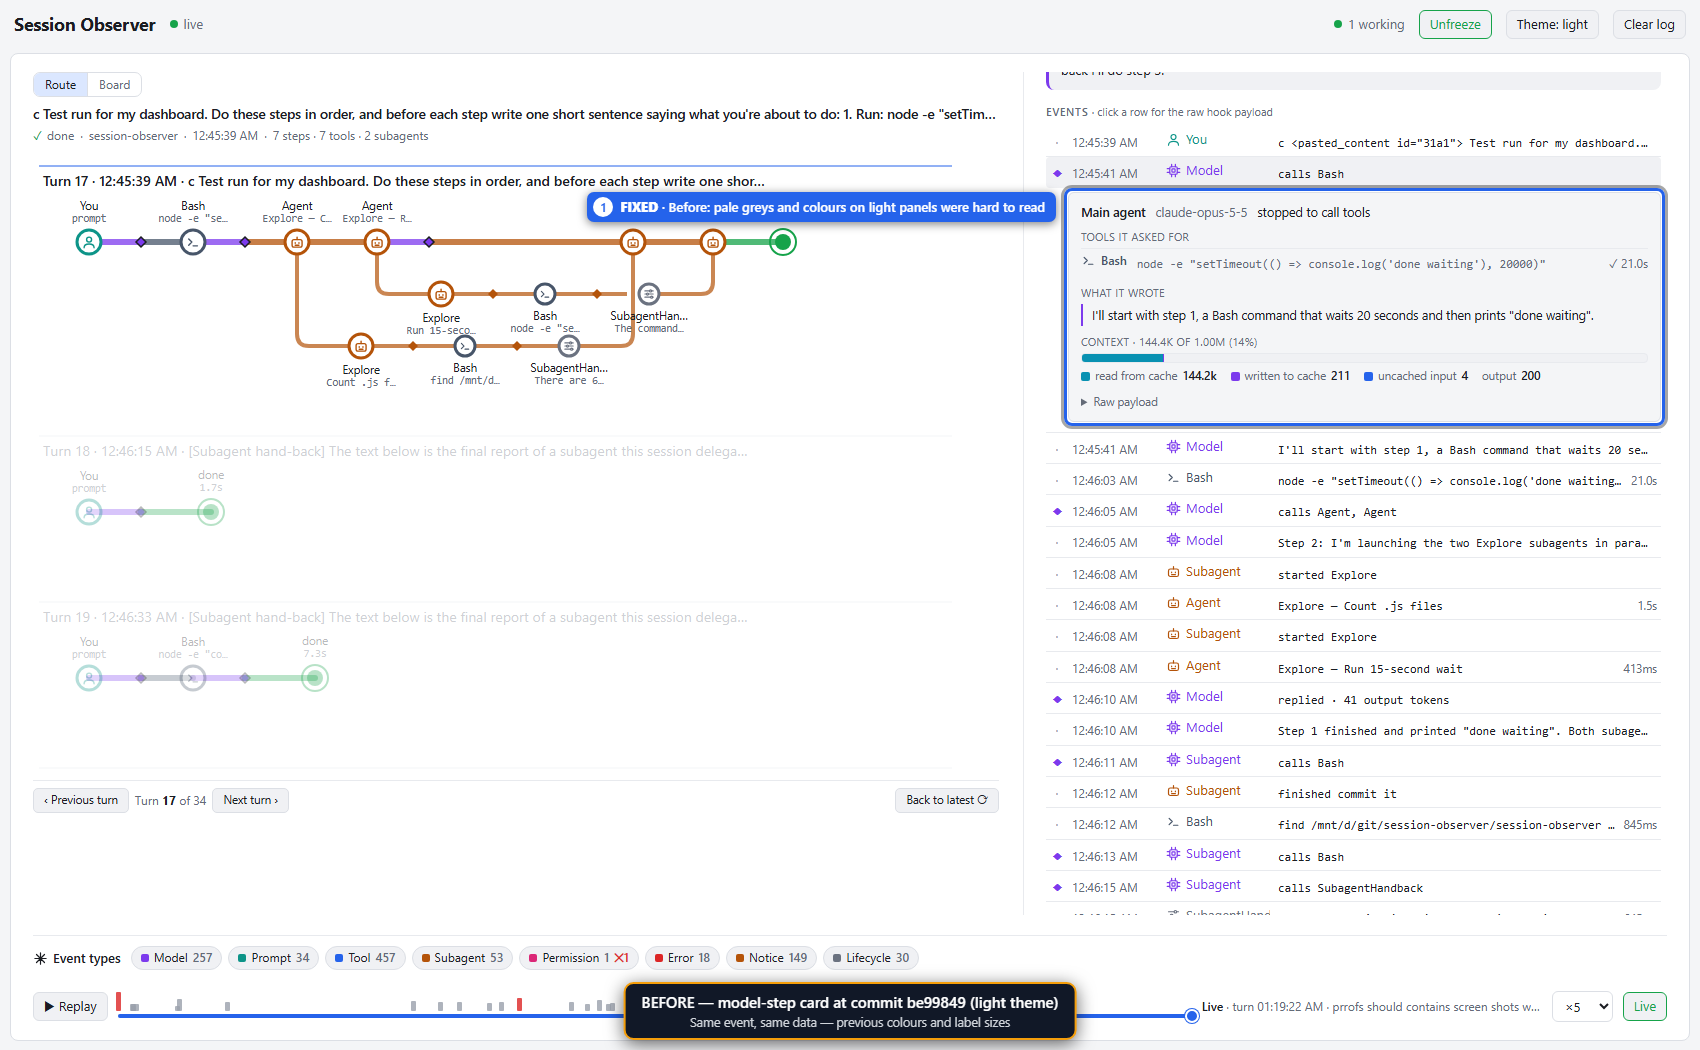 Session Observer
live
1 working
Unfreeze
Theme: light
Clear log
Route
Board
c Test run for my dashboard. Do these steps in order, and before each step write one short sentence saying what you're about to do: 1. Run: node -e "setTim...
✓ done · session-observer · 12:45:39 AM · 7 steps · 7 tools · 2 subagents
Turn 17 · 12:45:39 AM · c Test run for my dashboard. Do these steps in order, and before each step write one shor...
1 FIXED · Before: pale greys and colours on light panels were hard to read
You
prompt
Bash
node -e "se…
Agent
Explore — C…
Agent
Explore — R…
Explore
Run 15-seco…
Bash
node -e "se…
SubagentHan...
The command…
Explore
Count .js f…
Bash
find /mnt/d…
SubagentHan...
There are 6…
Turn 18 · 12:46:15 AM · [Subagent hand-back] The text below is the final report of a subagent this session delega...
You
prompt
done
1.7s
Turn 19 · 12:46:33 AM · [Subagent hand-back] The text below is the final report of a subagent this session delega...
You
prompt
Bash
node -e "co…
done
7.3s
‹ Previous turn
Turn 17 of 34
Next turn ›
Back to latest ⟳
EVENTS · click a row for the raw hook payload
· 12:45:39 AM You c <pasted_content id="31a1"> Test run for my dashboard.…
12:45:41 AM Model calls Bash
Main agent claude-opus-5-5 stopped to call tools
TOOLS IT ASKED FOR
Bash node -e "setTimeout(() => console.log('done waiting'), 20000)" ✓ 21.0s
WHAT IT WROTE
I'll start with step 1, a Bash command that waits 20 seconds and then prints "done waiting".
CONTEXT · 144.4K OF 1.00M (14%)
read from cache 144.2k written to cache 211 uncached input 4 output 200
▶ Raw payload
· 12:45:41 AM Model I'll start with step 1, a Bash command that waits 20 se…
· 12:46:03 AM Bash node -e "setTimeout(() => console.log('done waiting… 21.0s
12:46:05 AM Model calls Agent, Agent
· 12:46:05 AM Model Step 2: I'm launching the two Explore subagents in para…
· 12:46:08 AM Subagent started Explore
· 12:46:08 AM Agent Explore — Count .js files 1.5s
· 12:46:08 AM Subagent started Explore
· 12:46:08 AM Agent Explore — Run 15-second wait 413ms
12:46:10 AM Model replied · 41 output tokens
· 12:46:10 AM Model Step 1 finished and printed "done waiting". Both subage…
12:46:11 AM Subagent calls Bash
· 12:46:12 AM Subagent finished commit it
· 12:46:12 AM Bash find /mnt/d/git/session-observer/session-observer … 845ms
12:46:13 AM Subagent calls Bash
12:46:15 AM Subagent calls SubagentHandback
Event types
Model 257
Prompt 34
Tool 457
Subagent 53
Permission 1 ✕1
Error 18
Notice 149
Lifecycle 30
▶ Replay
BEFORE — model-step card at commit be99849 (light theme)
Same event, same data — previous colours and label sizes
Live · turn 01:19:22 AM · prrofs should contains screen shots w...
×5
Live